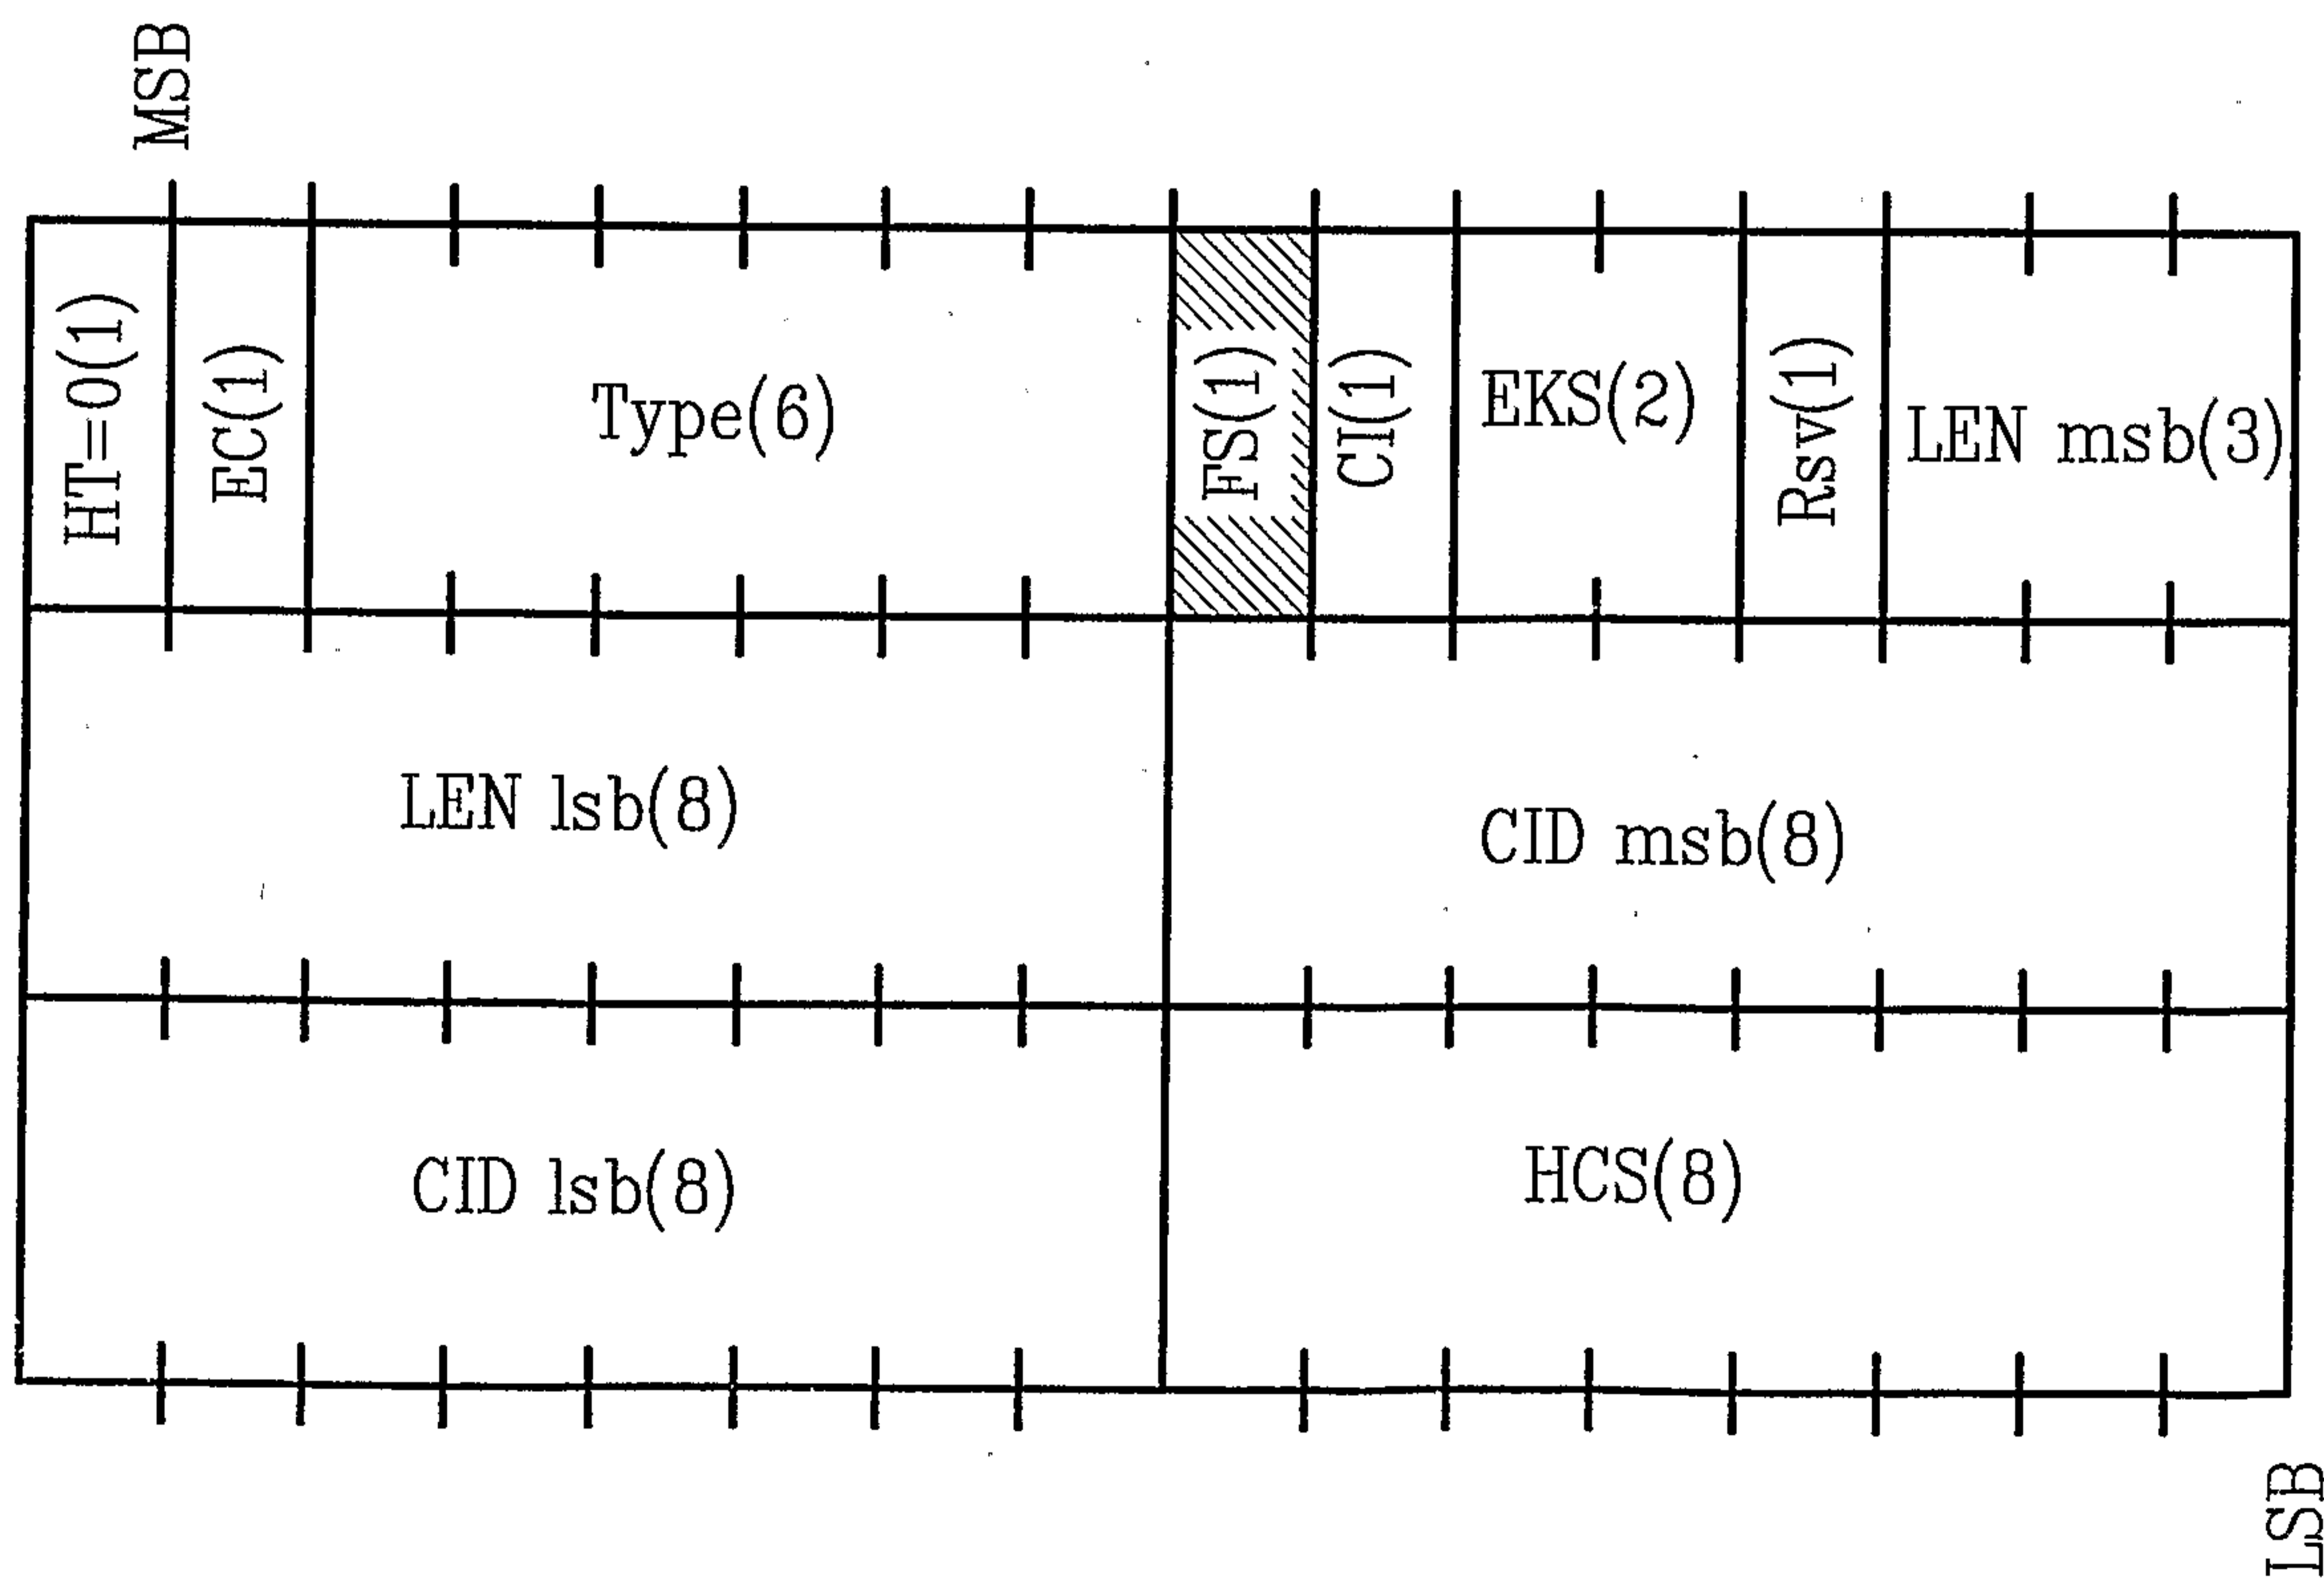 MSB
HT=0(1)
EC(1)
Type(6)
FS(1)
CI(1)
EKS(2)
Rsv(1)
LEN msb(3)
LEN lsb(8)
CID msb(8)
CID lsb(8)
HCS(8)
LSB